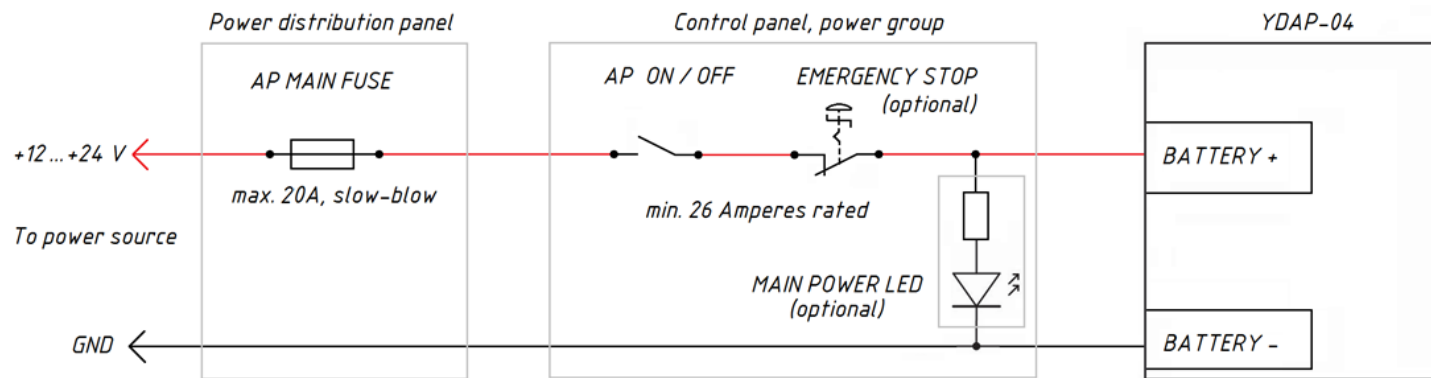 Power distribution panel
Control panel, power group
YDAP-04
AP MAIN FUSE
AP ON / OFF
EMERGENCY STOP
(optional)
+12 ... +24 V
BATTERY +
max. 20A, slow-blow
min. 26 Amperes rated
To power source
MAIN POWER LED
(optional)
GND
BATTERY -